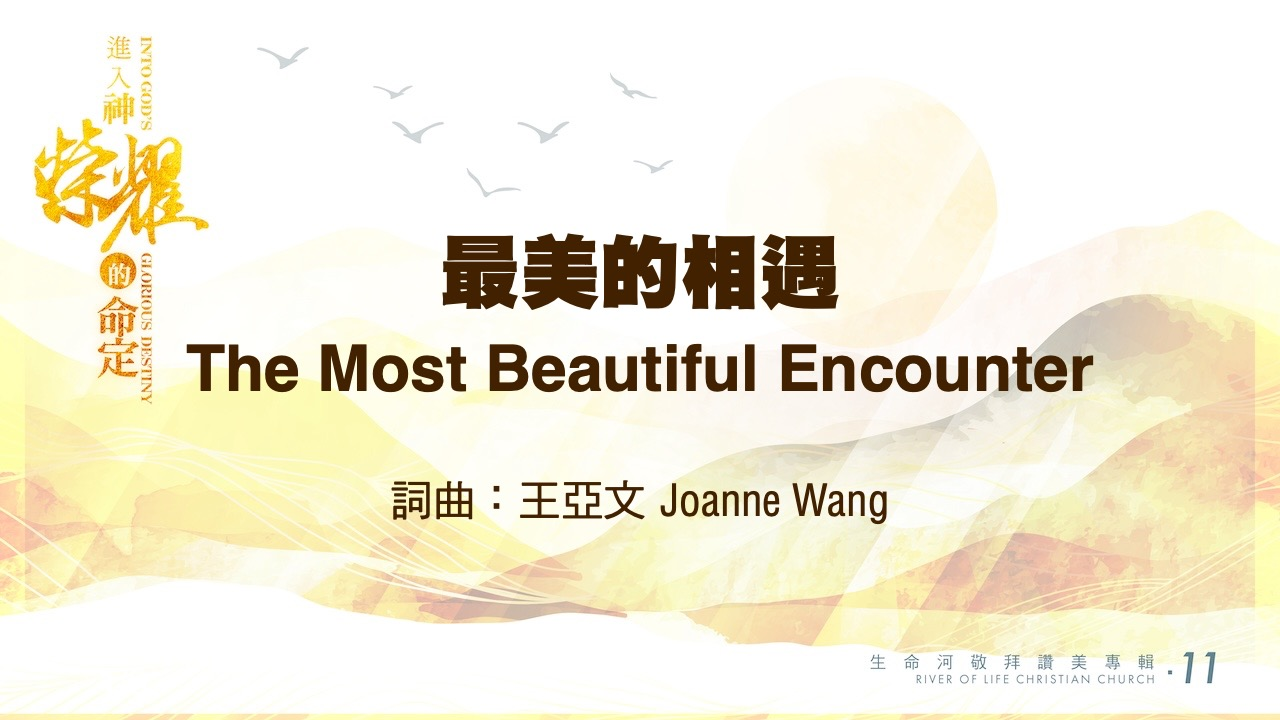 進入神
榮耀
的
命定
INTO GOD'S
GLORIOUS DESTINY
最美的相遇
The Most Beautiful Encounter
詞曲：王亞文 Joanne Wang
生命河敬拜讚美專輯 ·11
RIVER OF LIFE CHRISTIAN CHURCH